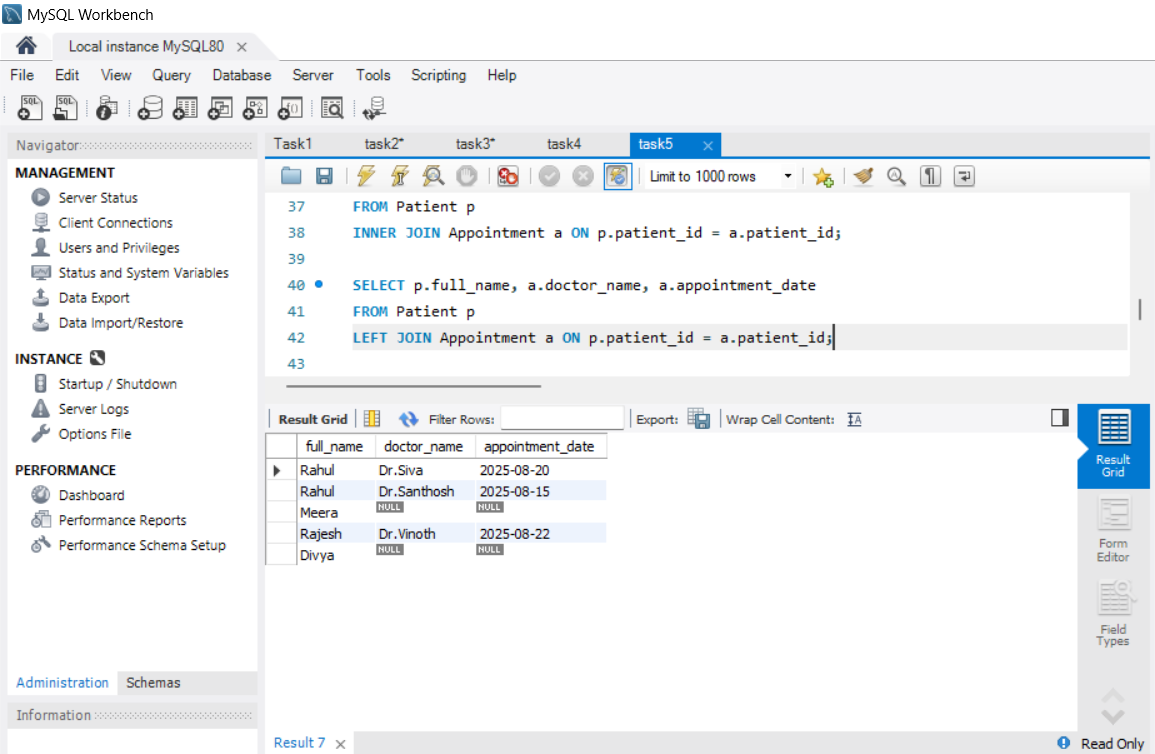 MySQL Workbench
Local instance MySQL80
File Edit View Query Database Server Tools Scripting Help
Navigator
MANAGEMENT
Server Status
Client Connections
Users and Privileges
Status and System Variables
Data Export
Data Import/Restore
INSTANCE
Startup / Shutdown
Server Logs
Options File
PERFORMANCE
Dashboard
Performance Reports
Performance Schema Setup
Administration Schemas
Information
Task1 task2* task3* task4 task5
Limit to 1000 rows
37 FROM Patient p
38 INNER JOIN Appointment a ON p.patient_id = a.patient_id;
39
40 SELECT p.full_name, a.doctor_name, a.appointment_date
41 FROM Patient p
42 LEFT JOIN Appointment a ON p.patient_id = a.patient_id;
43
Result Grid Filter Rows: Export: Wrap Cell Content: IA
full_name doctor_name appointment_date
Rahul Dr.Siva 2025-08-20
Rahul Dr.Santhosh 2025-08-15
Meera NULL NULL
Rajesh Dr.Vinoth 2025-08-22
Divya NULL NULL
Result Grid
Form Editor
Field Types
Result 7
Read Only